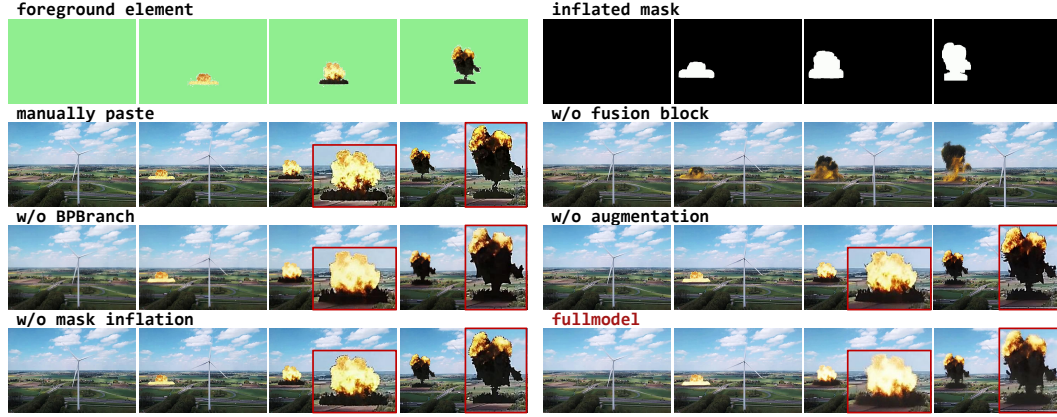 foreground element
inflated mask
manually paste
w/o fusion block
w/o BPBranch
w/o augmentation
w/o mask inflation
fullmodel